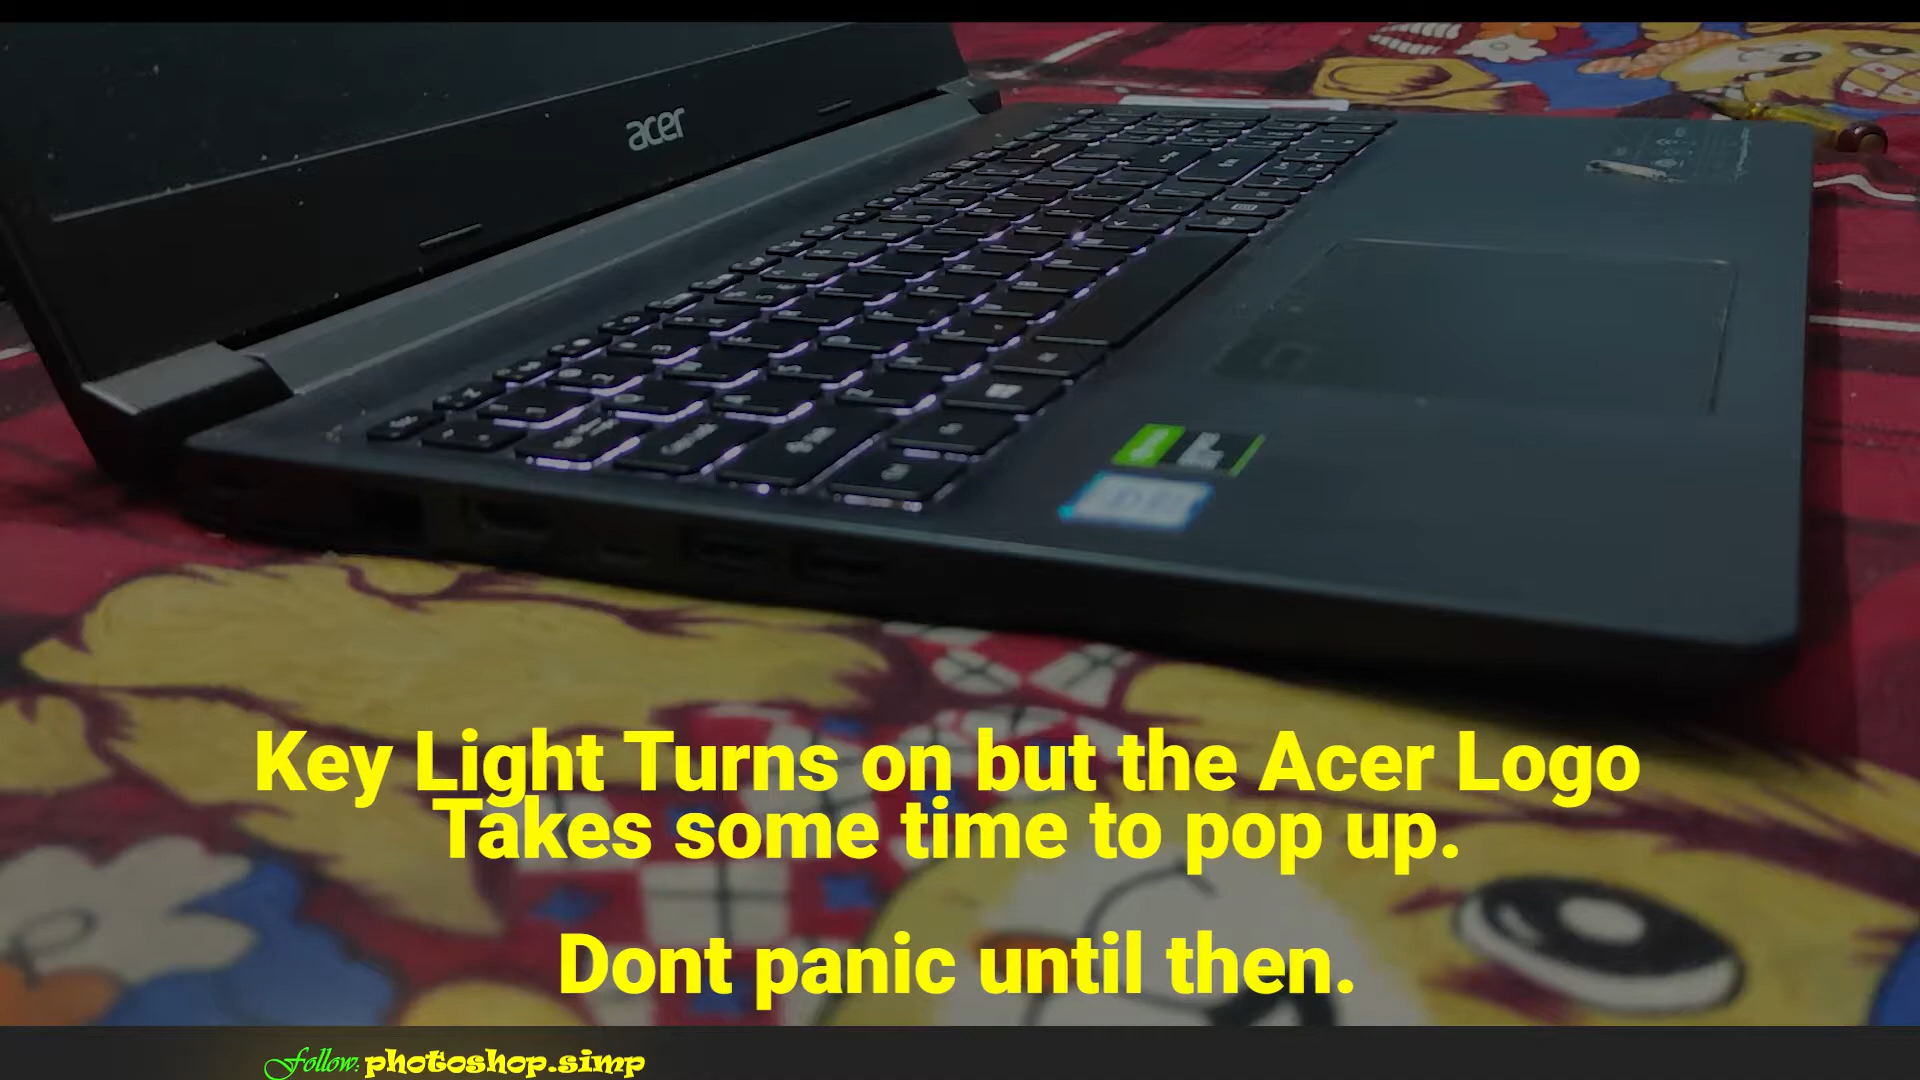 acer
Key Light Turns on but the Acer Logo
Takes some time to pop up.
Dont panic until then.
Follow: photoshop.simp